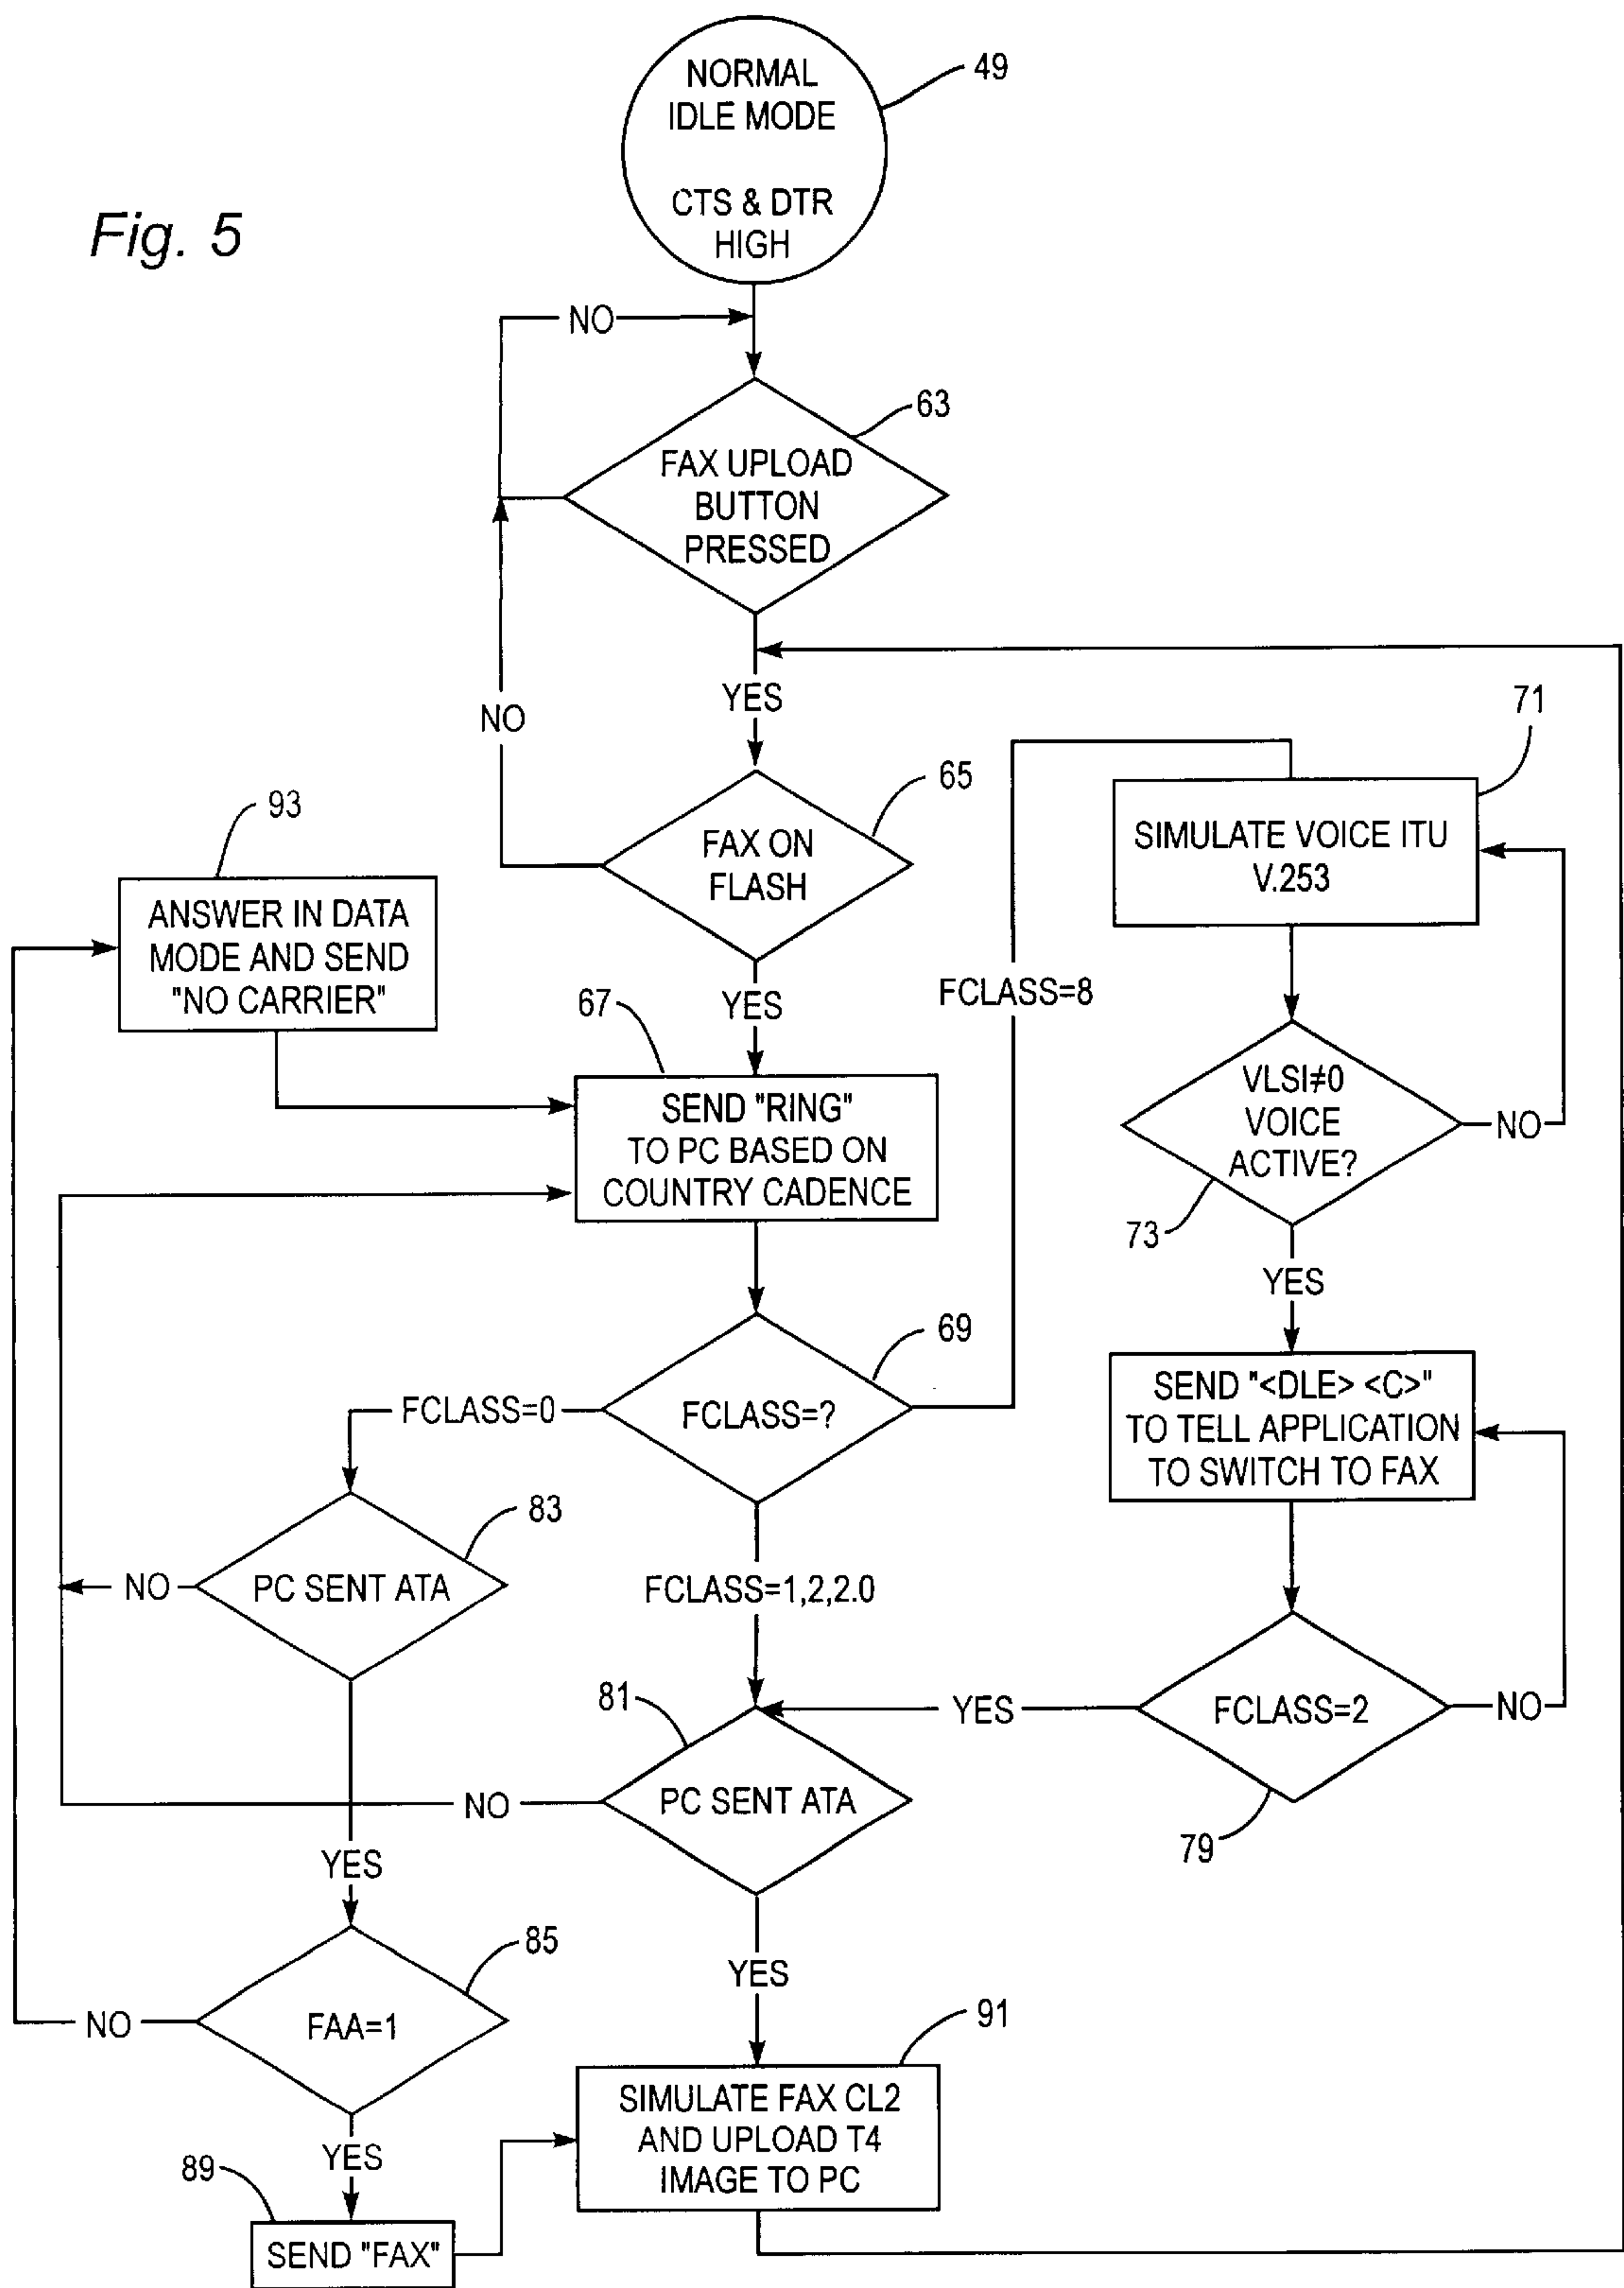 Fig. 5
NORMAL
IDLE MODE
CTS & DTR
HIGH
49
NO
63
FAX UPLOAD
BUTTON
PRESSED
YES
NO
65
FAX ON
FLASH
YES
71
SIMULATE VOICE ITU
V.253
93
ANSWER IN DATA
MODE AND SEND
"NO CARRIER"
67
SEND "RING"
TO PC BASED ON
COUNTRY CADENCE
FCLASS=8
VLSI≠0
VOICE
ACTIVE?
NO
73
YES
SEND "<DLE> <C>"
TO TELL APPLICATION
TO SWITCH TO FAX
69
FCLASS=?
FCLASS=0
83
PC SENT ATA
NO
FCLASS=1,2,2.0
FCLASS=2
NO
YES
79
81
PC SENT ATA
NO
YES
YES
85
FAA=1
NO
YES
91
SIMULATE FAX CL2
AND UPLOAD T4
IMAGE TO PC
89
SEND "FAX"